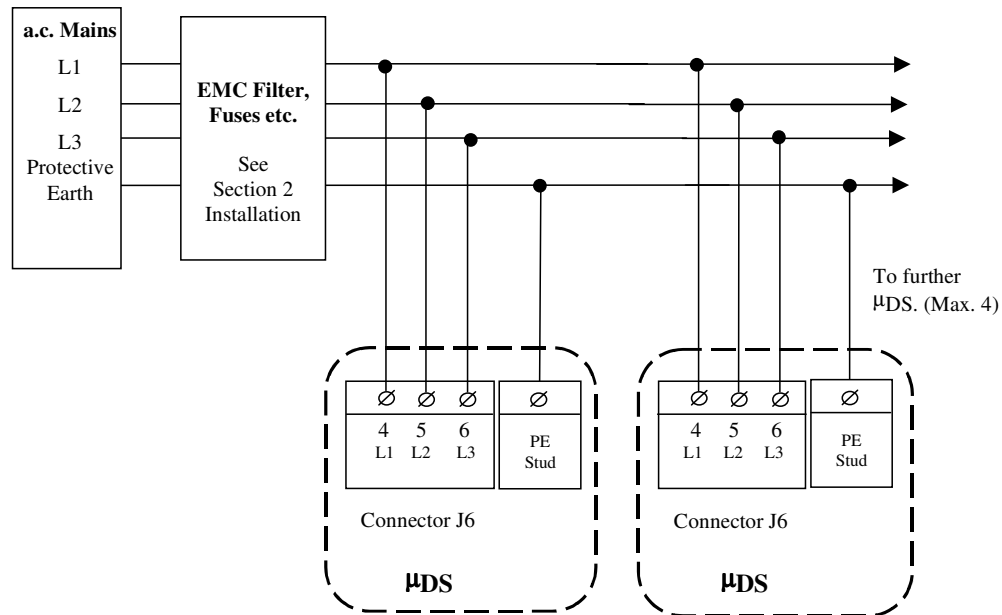 a.c. Mains
L1
L2
L3
Protective
Earth
EMC Filter,
Fuses etc.
See
Section 2
Installation
To further
µDS. (Max. 4)
4 5 6
L1 L2 L3
PE
Stud
Connector J6
µDS
4 5 6
L1 L2 L3
PE
Stud
Connector J6
µDS